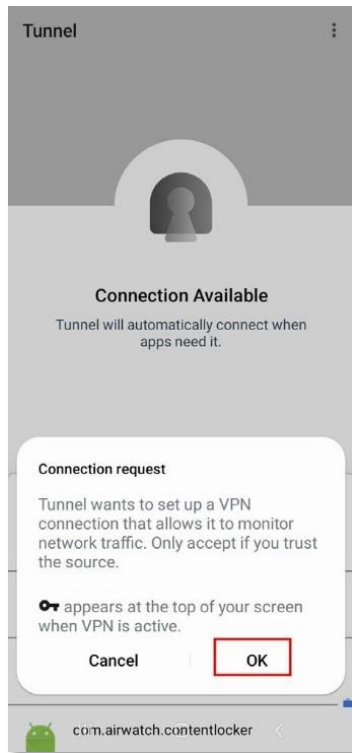 Tunnel
Connection Available
Tunnel will automatically connect when
apps need it.
Connection request
Tunnel wants to set up a VPN
connection that allows it to monitor
network traffic. Only accept if you trust
the source.
appears at the top of your screen
when VPN is active.
Cancel
OK
com.airwatch.contentlocker